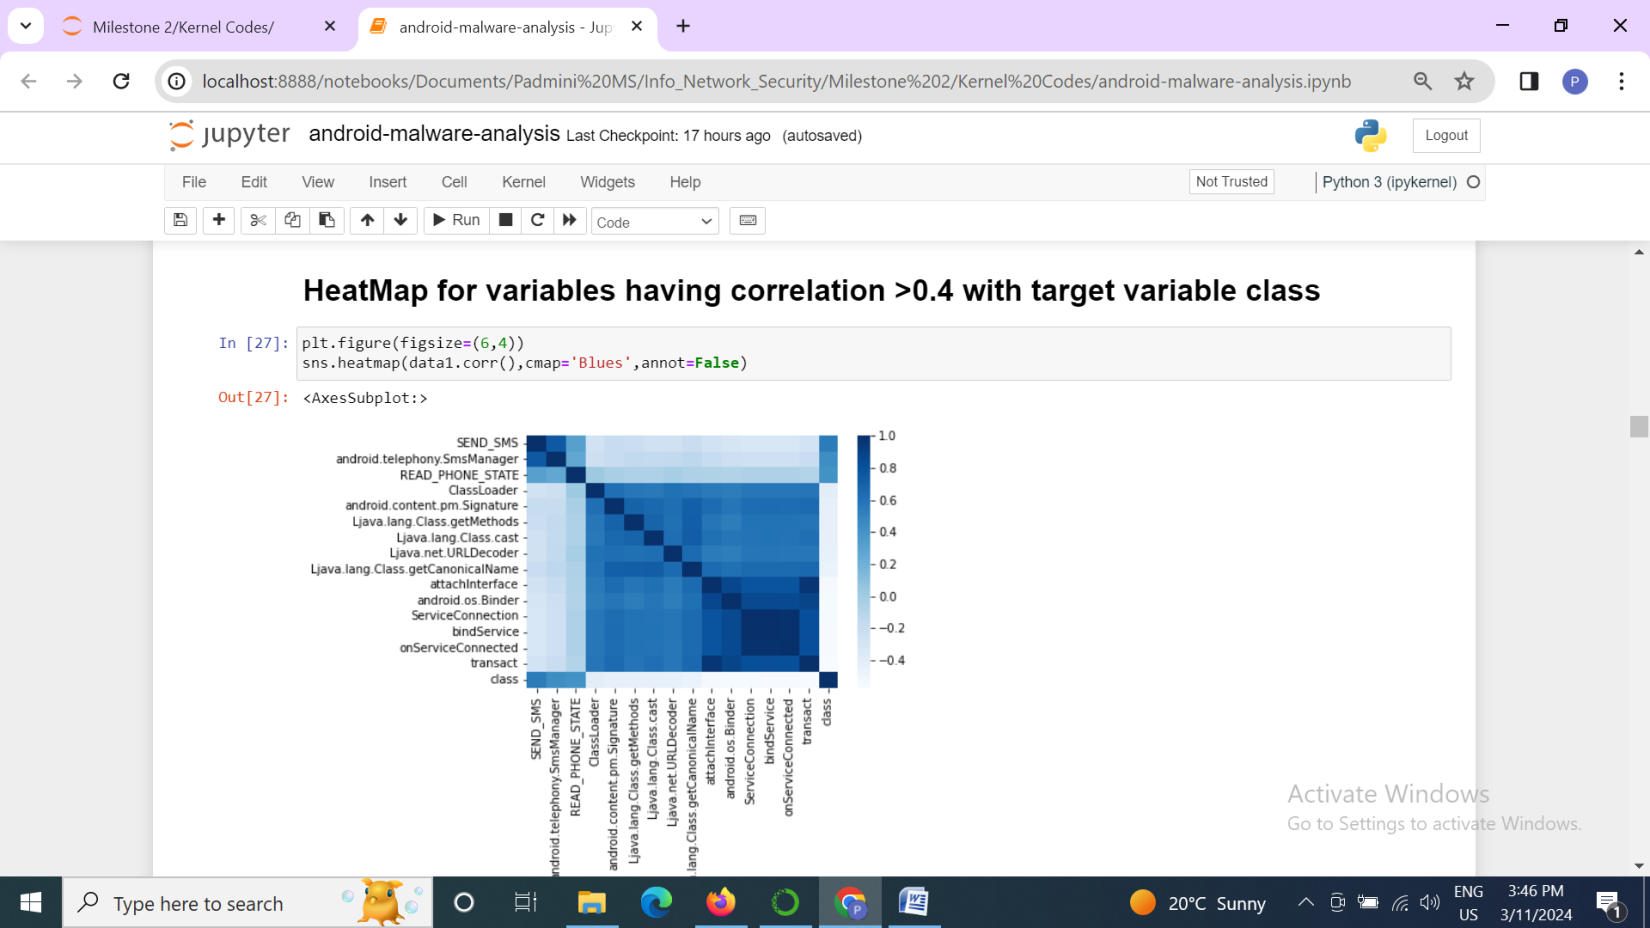 Milestone 2/Kernel Codes/
android-malware-analysis - Jup
localhost:8888/notebooks/Documents/Padmini%20MS/Info_Network_Security/Milestone%202/Kernel%20Codes/android-malware-analysis.ipynb
P
jupyter android-malware-analysis Last Checkpoint: 17 hours ago (autosaved)
Logout
File Edit View Insert Cell Kernel Widgets Help
Not Trusted
Python 3 (ipykernel)
Run
Code
HeatMap for variables having correlation >0.4 with target variable class
In [27]: plt.figure(figsize=(6,4))
sns.heatmap(data1.corr(),cmap='Blues',annot=False)
Out[27]: <AxesSubplot:>
SEND_SMS
android.telephony.SmsManager
READ_PHONE_STATE
ClassLoader
android.content.pm.Signature
Ljava.lang.Class.getMethods
Ljava.lang.Class.cast
Ljava.net.URLDecoder
Ljava.lang.Class.getCanonicalName
attachInterface
android.os.Binder
ServiceConnection
bindService
onServiceConnected
transact
class
1.0
0.8
0.6
0.4
0.2
0.0
−0.2
−0.4
SEND_SMS
ndroid.telephony.SmsManager
READ_PHONE_STATE
ClassLoader
android.content.pm.Signature
Ljava.lang.Class.getMethods
Ljava.lang.Class.cast
Ljava.net.URLDecoder
.lang.Class.getCanonicalName
attachInterface
android.os.Binder
ServiceConnection
bindService
onServiceConnected
transact
class
Activate Windows
Go to Settings to activate Windows.
Type here to search
P
20°C Sunny
ENG
US
3:46 PM
3/11/2024
1